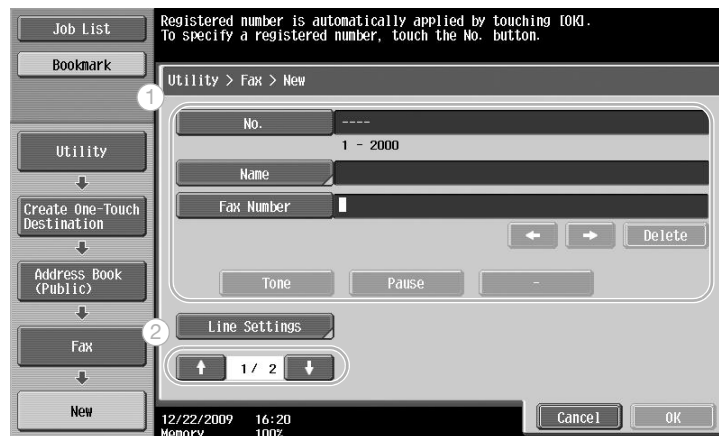 Job List
Bookmark
Registered number is automatically applied by touching [OK].
To specify a registered number, touch the No. button.
Utility > Fax > New
1
No.
----
1 - 2000
Name
Fax Number
Delete
Tone
Pause
-
2
Line Settings
1/ 2
Utility
Create One-Touch
Destination
Address Book
(Public)
Fax
New
12/22/2009 16:20
Memory 100%
Cancel
OK